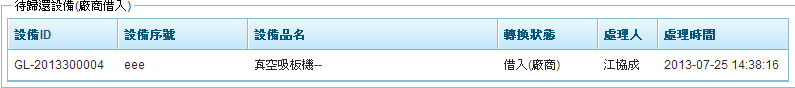 待歸還設備(廠商借入)
設備ID 設備序號 設備品名 轉換狀態 處理人 處理時間
GL-2013300004 eee 真空吸板機-- 借入(廠商) 江協成 2013-07-25 14:38:16